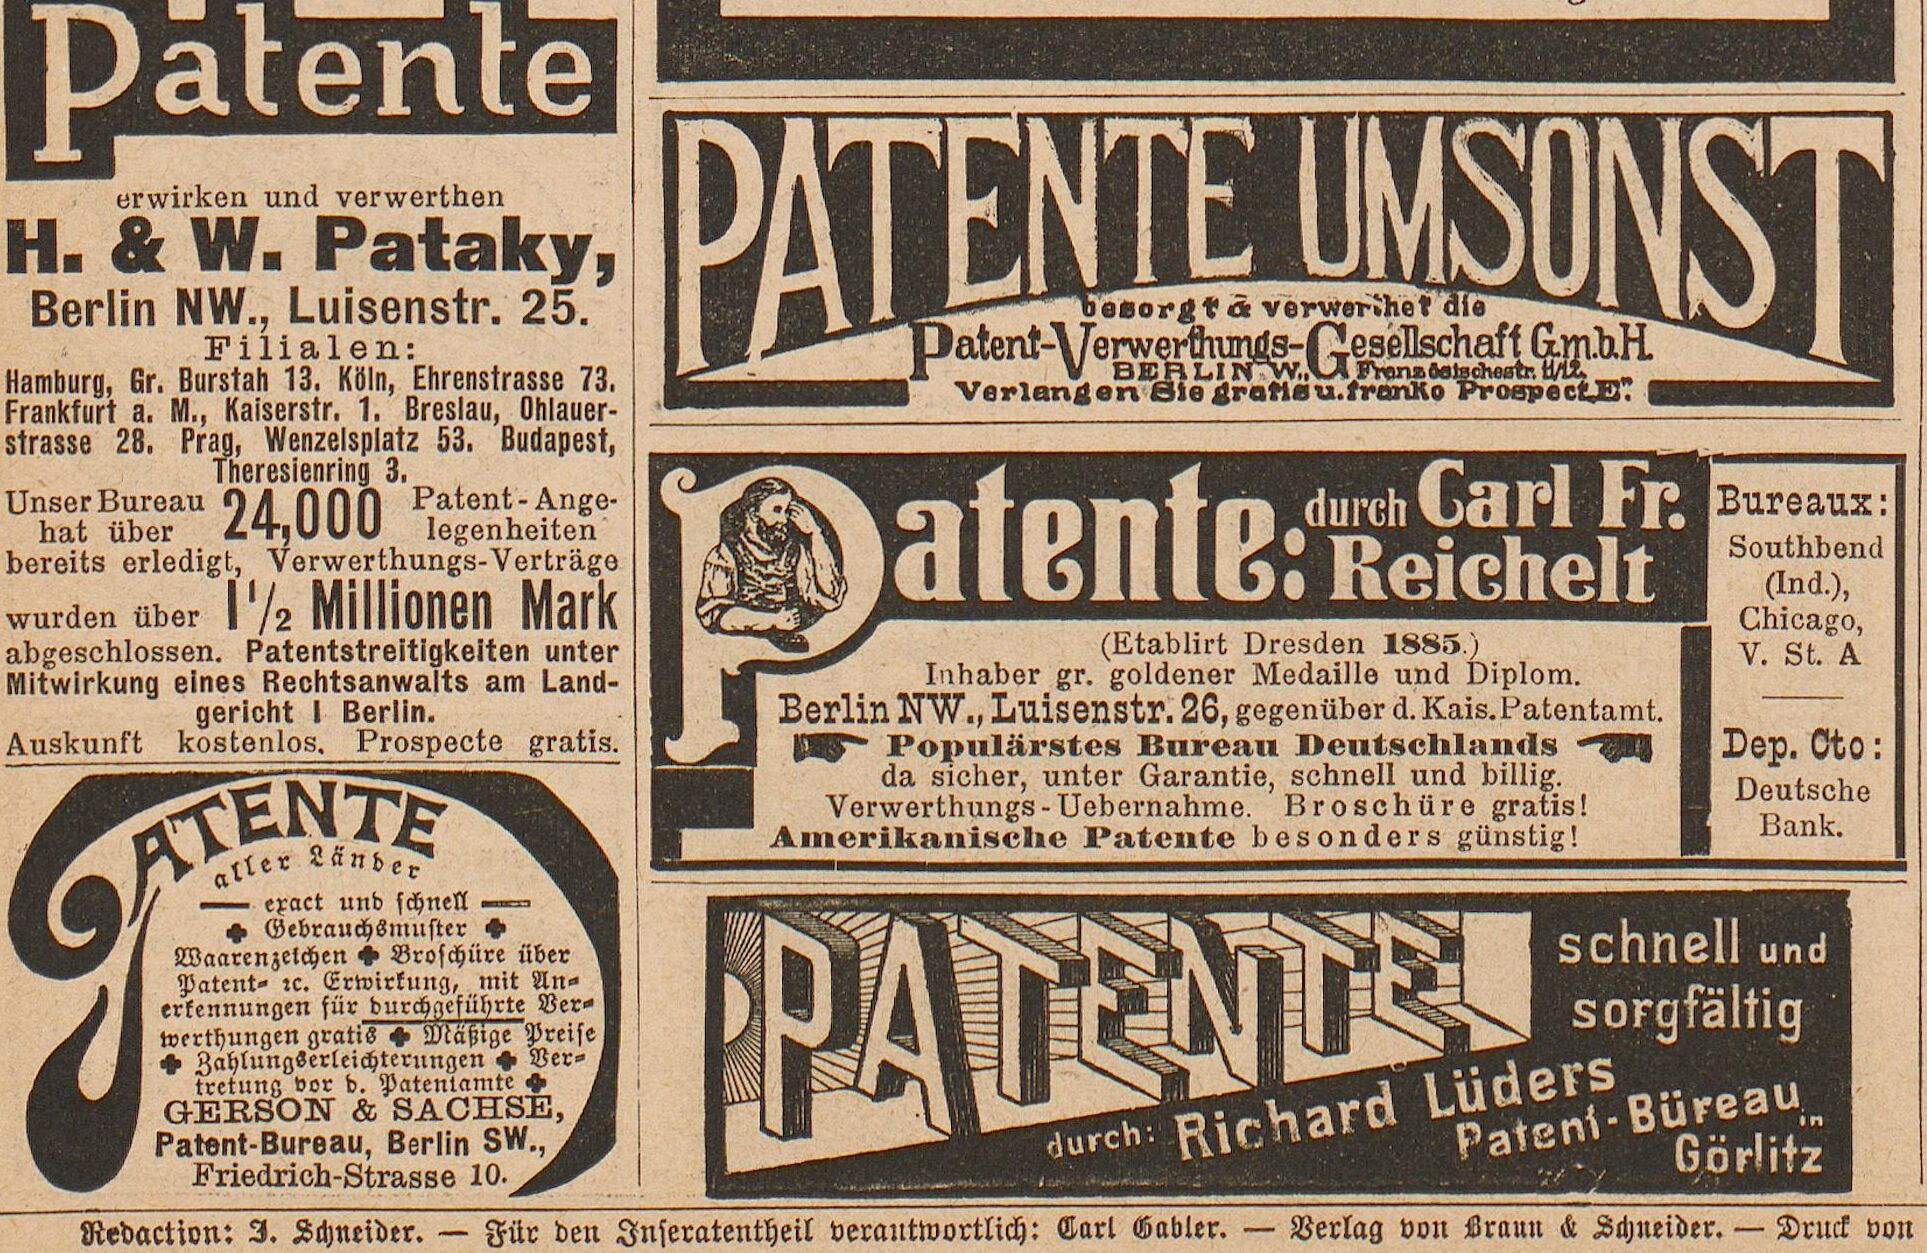 Patente
erwirken und verwerthen
H. & W. Pataky,
Berlin NW., Luisenstr. 25.
Filialen:
Hamburg, Gr. Burstah 13. Köln, Ehrenstrasse 73.
Frankfurt a. M., Kaiserstr. 1. Breslau, Ohlauer-
strasse 28. Prag, Wenzelsplatz 53. Budapest,
Theresienring 3.
Unser Bureau 24,000 Patent-Ange-
hat über legenheiten
bereits erledigt, Verwerthungs-Verträge
wurden über 1 1/2 Millionen Mark
abgeschlossen. Patentstreitigkeiten unter
Mitwirkung eines Rechtsanwalts am Land-
gericht I Berlin.
Auskunft kostenlos. Prospecte gratis.
PATENTE
aller Länder
exact und schnell
Gebrauchsmuster
Waarenzeichen ✚ Broschüre über
Patent- ꝛc. Erwirkung, mit An-
erkennungen für durchgeführte Ver-
werthungen gratis ✚ Mäßige Preise
✚ Zahlungserleichterungen ✚ Ver-
tretung vor d. Patentamte ✚
GERSON & SACHSE,
Patent-Bureau, Berlin SW.,
Friedrich-Strasse 10.
PATENTE UMSONST
besorgt & verwerthet die
Patent-Verwerthungs-Gesellschaft G.m.b.H.
BERLIN W., Französischestr. 11/12.
Verlangen Sie gratis u. franko Prospect „E“.
Patente: durch Carl Fr.
Reichelt
(Etablirt Dresden 1885.)
Inhaber gr. goldener Medaille und Diplom.
Berlin NW., Luisenstr. 26, gegenüber d. Kais. Patentamt.
Populärstes Bureau Deutschlands
da sicher, unter Garantie, schnell und billig.
Verwerthungs-Uebernahme. Broschüre gratis!
Amerikanische Patente besonders günstig!
Bureaux:
Southbend
(Ind.),
Chicago,
V. St. A
Dep. Cto:
Deutsche
Bank.
PATENTE
schnell und
sorgfältig
durch: Richard Lüders
Patent-Büreau in
Görlitz
Redaction: J. Schneider. — Für den Inseratentheil verantwortlich: Carl Gabler. — Verlag von Braun & Schneider. — Druck von